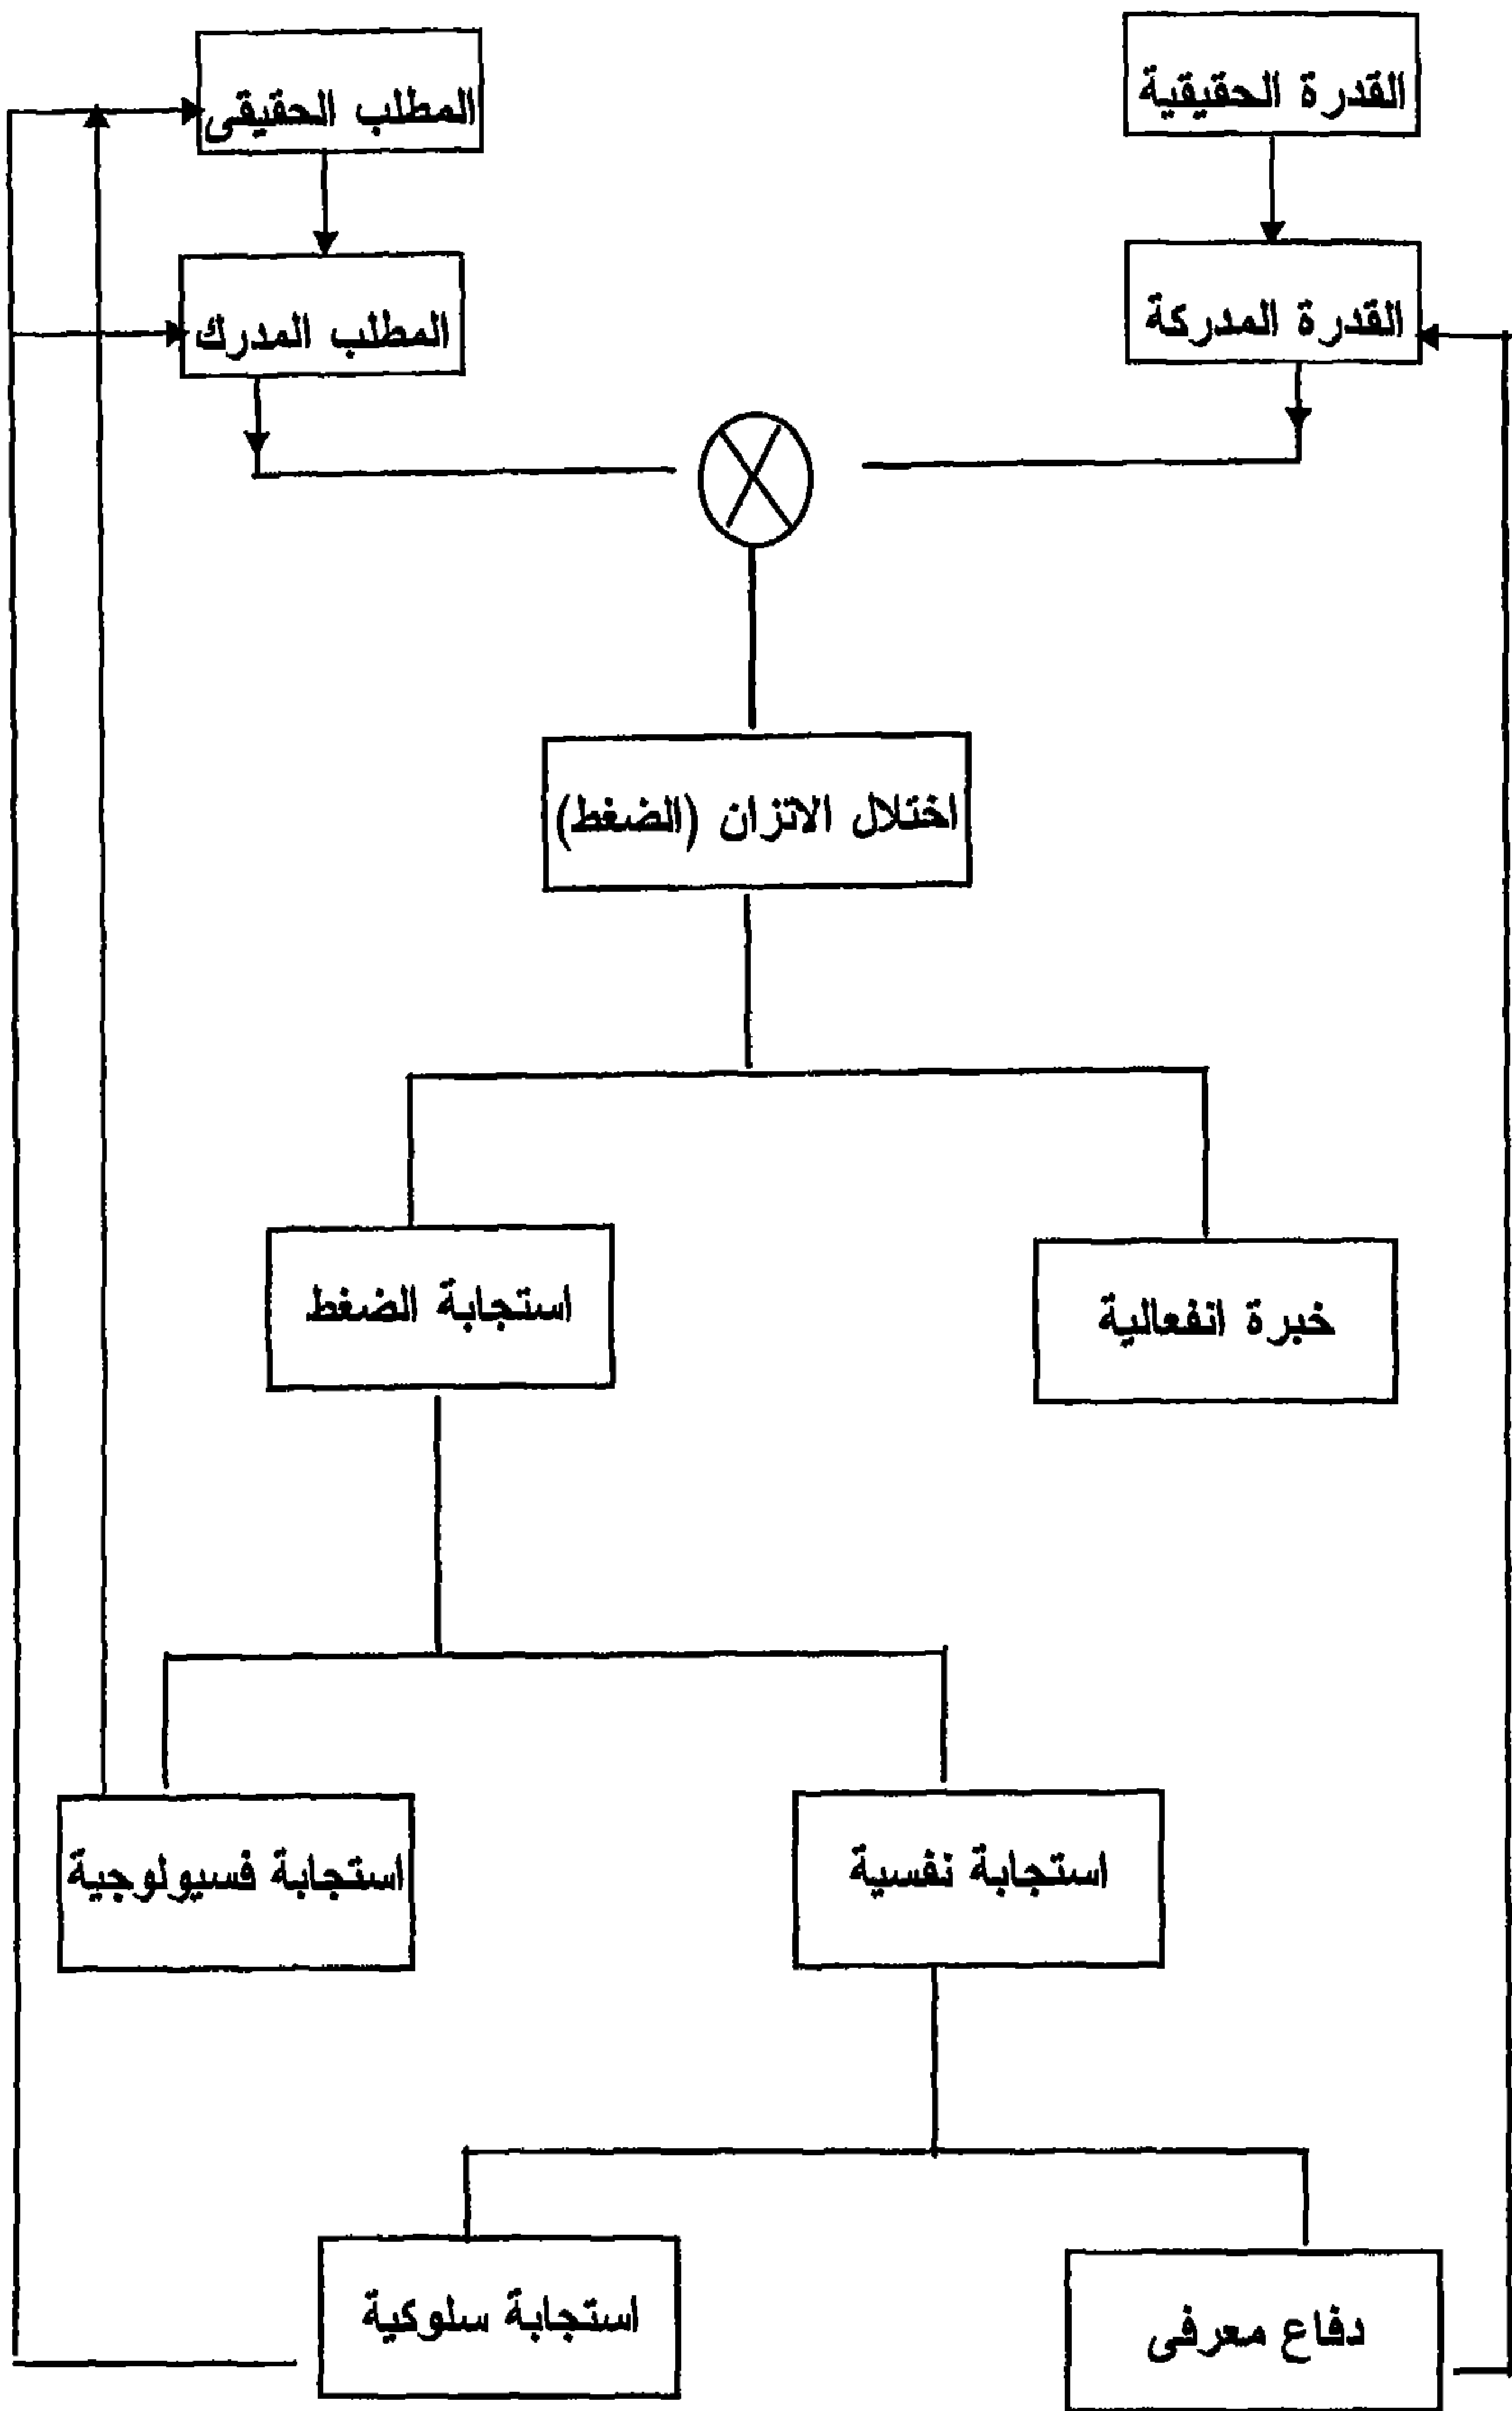 القدرة الحقيقية
المطلب الحقيقى
القدرة المدركة
المطلب المدرك
اختلال الاتزان (الضغط)
خبرة انفعالية
استجابة الضغط
استجابة نفسية
استجابة فسيولوجية
دفاع معرفى
استجابة سلوكية